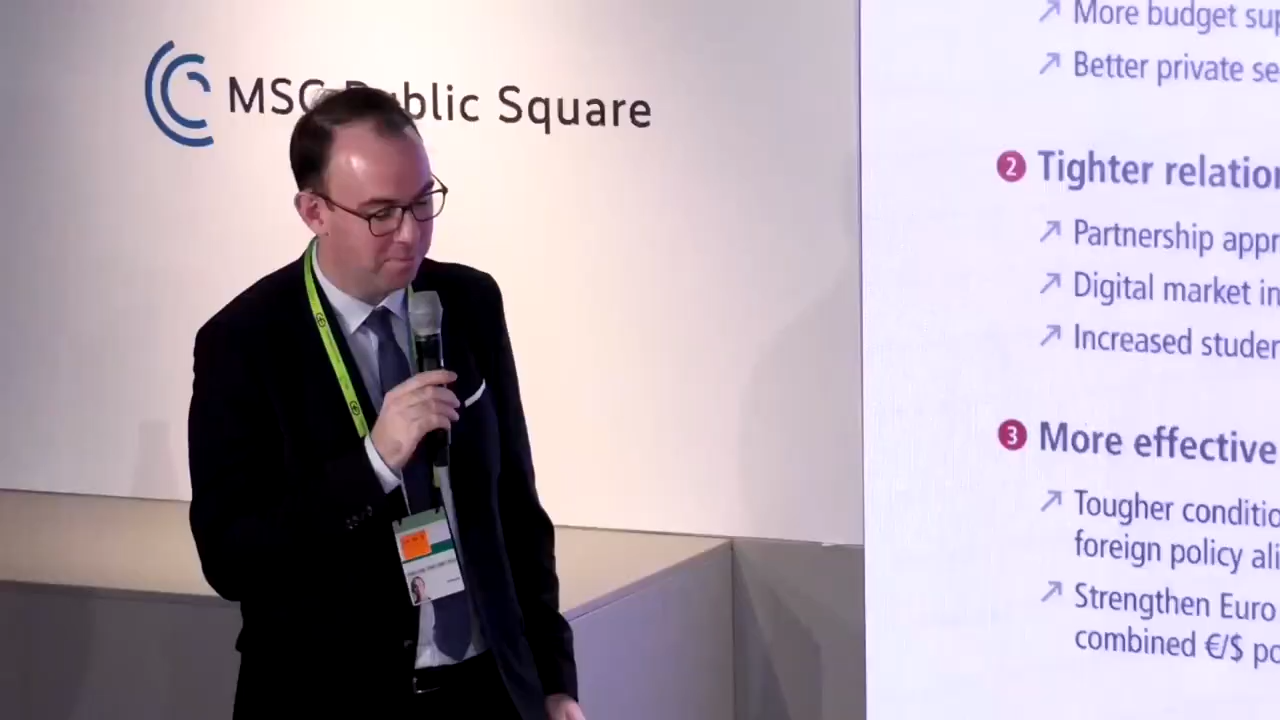 MSC Public Square
More budget sup
Better private se
2 Tighter relation
Partnership appr
Digital market in
Increased studen
3 More effective
Tougher conditio
foreign policy ali
Strengthen Euro
combined €/$ po